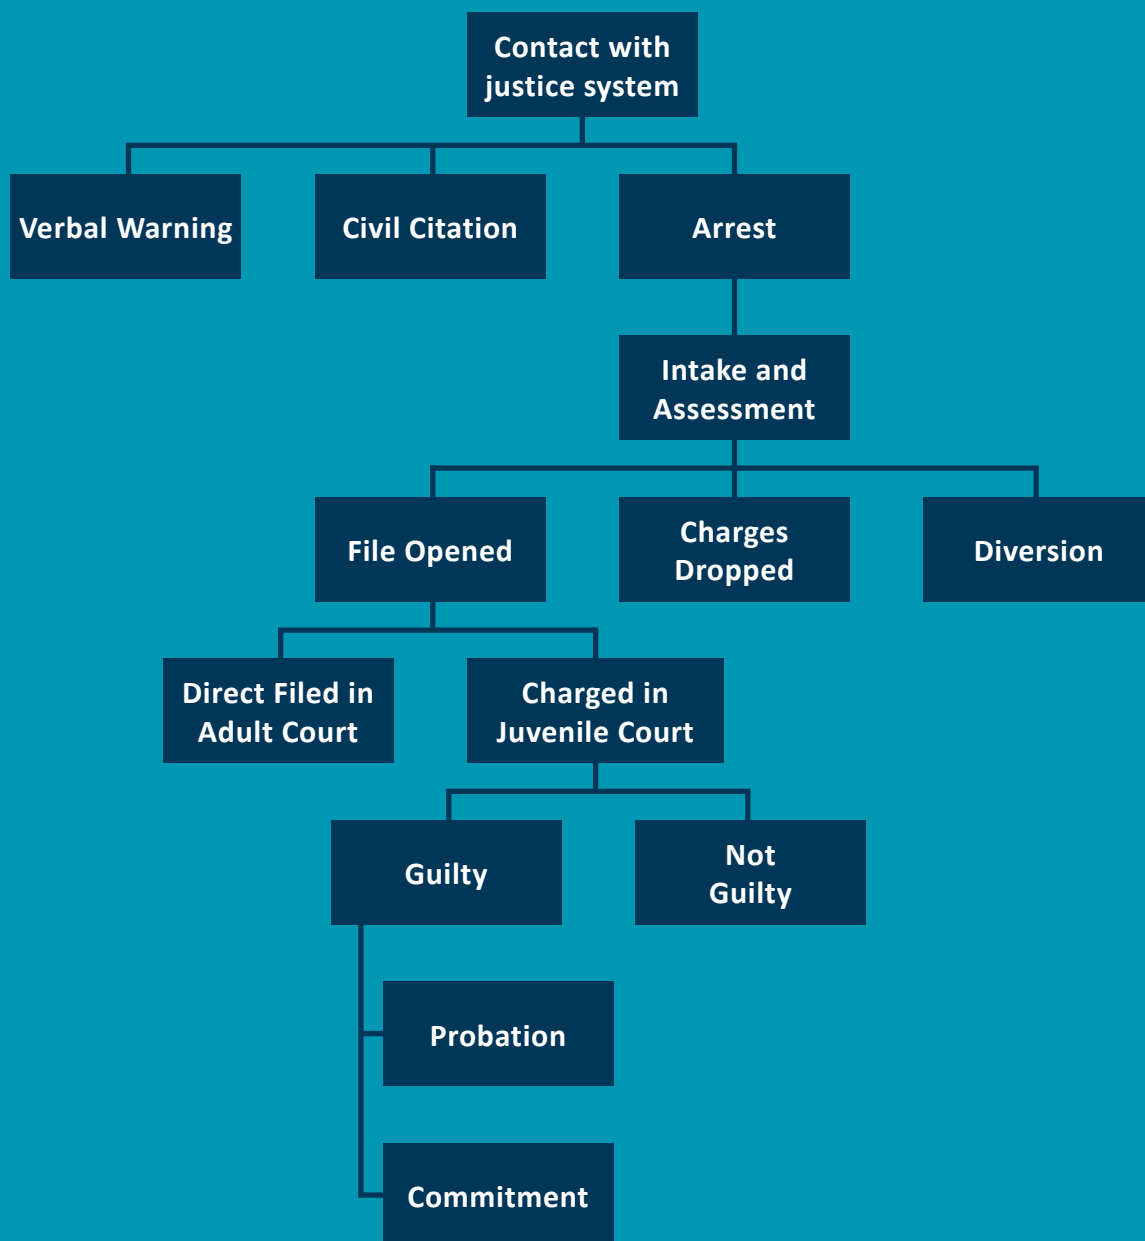 Contact with
justice system
Verbal Warning
Civil Citation
Arrest
Intake and
Assessment
File Opened
Charges
Dropped
Diversion
Direct Filed in
Adult Court
Charged in
Juvenile Court
Guilty
Not
Guilty
Probation
Commitment